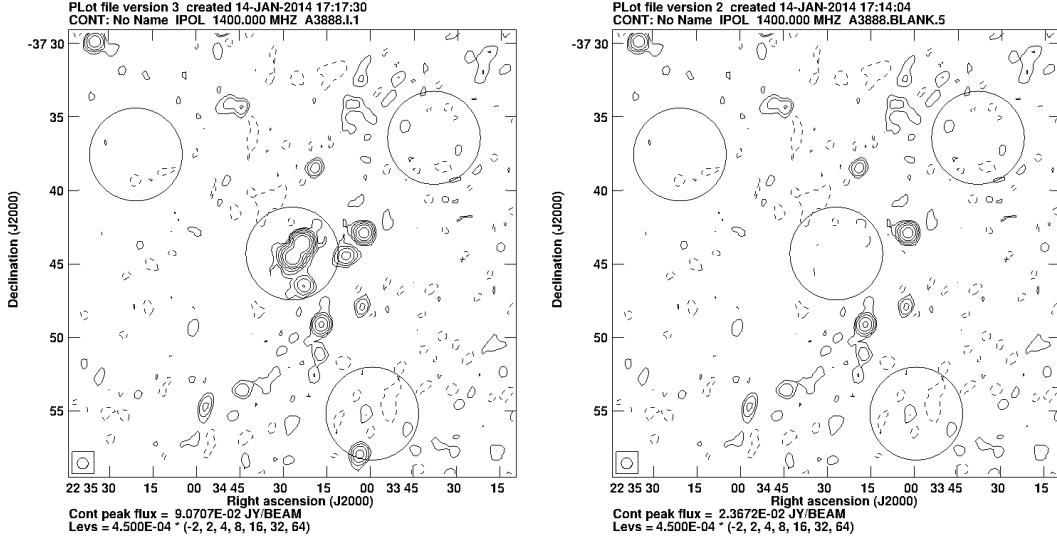 PLot file version 3  created 14-JAN-2014 17:17:30
CONT: No Name  IPOL  1400.000 MHZ  A3888.I.1
-37 30
35
40
45
50
55
Declination (J2000)
22 35 30 15 00 34 45 30 15 00 33 45 30 15
Right ascension (J2000)
Cont peak flux =  9.0707E-02 JY/BEAM
Levs = 4.500E-04 * (-2, 2, 4, 8, 16, 32, 64)
PLot file version 2  created 14-JAN-2014 17:14:04
CONT: No Name  IPOL  1400.000 MHZ  A3888.BLANK.5
-37 30
35
40
45
50
55
Declination (J2000)
22 35 30 15 00 34 45 30 15 00 33 45 30 15
Right ascension (J2000)
Cont peak flux =  2.3672E-02 JY/BEAM
Levs = 4.500E-04 * (-2, 2, 4, 8, 16, 32, 64)